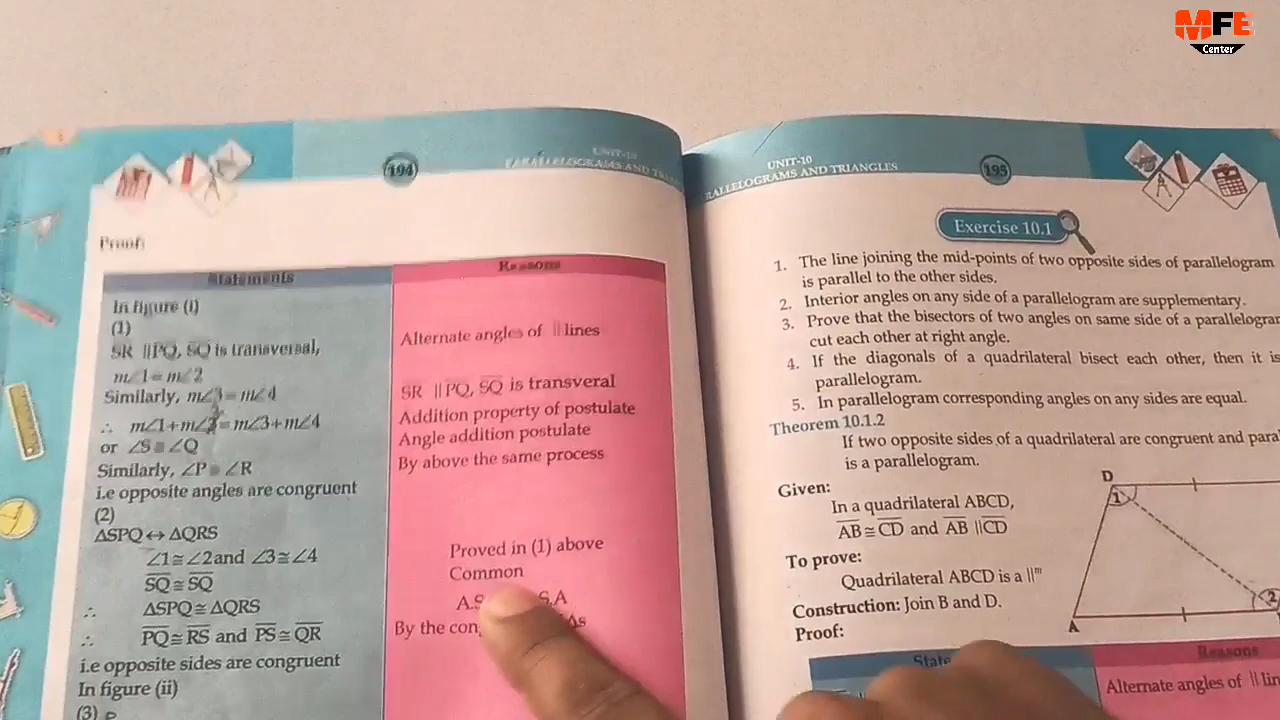 MFE
Center
194
UNIT-10
PARALLELOGRAMS AND
Proof:
Statements
Reasons
In figure (i)
(1)
SR ∥ PQ, SQ is transversal,
Alternate angles of ∥ lines
m∠1 = m∠2
Similarly, m∠3 = m∠4
SR ∥ PQ, SQ is transveral
∴ m∠1+m∠3 = m∠3+m∠4
Addition property of postulate
or ∠S ≅ ∠Q
Angle addition postulate
Similarly, ∠P ≅ ∠R
By above the same process
i.e opposite angles are congruent
(2)
ΔSPQ ↔ ΔQRS
∠1 ≅ ∠2 and ∠3 ≅ ∠4
Proved in (1) above
SQ ≅ SQ
Common
∴ ΔSPQ ≅ ΔQRS
∴ PQ ≅ RS and PS ≅ QR
By the
i.e opposite sides are congruent
In figure (ii)
(3)
UNIT-10
RALLELOGRAMS AND TRIANGLES
195
Exercise 10.1
1. The line joining the mid-points of two opposite sides of parallelogram
is parallel to the other sides.
2. Interior angles on any side of a parallelogram are supplementary.
3. Prove that the bisectors of two angles on same side of a parallelogram
cut each other at right angle.
4. If the diagonals of a quadrilateral bisect each other, then it is
parallelogram.
5. In parallelogram corresponding angles on any sides are equal.
Theorem 10.1.2
If two opposite sides of a quadrilateral are congruent and
is a parallelogram.
Given:
In a quadrilateral ABCD,
AB ≅ CD and AB ∥ CD
To prove:
Quadrilateral ABCD is a ∥ᵐ
Construction: Join B and D.
Proof:
D
1
2
A
Reasons
Alternate angles of ∥